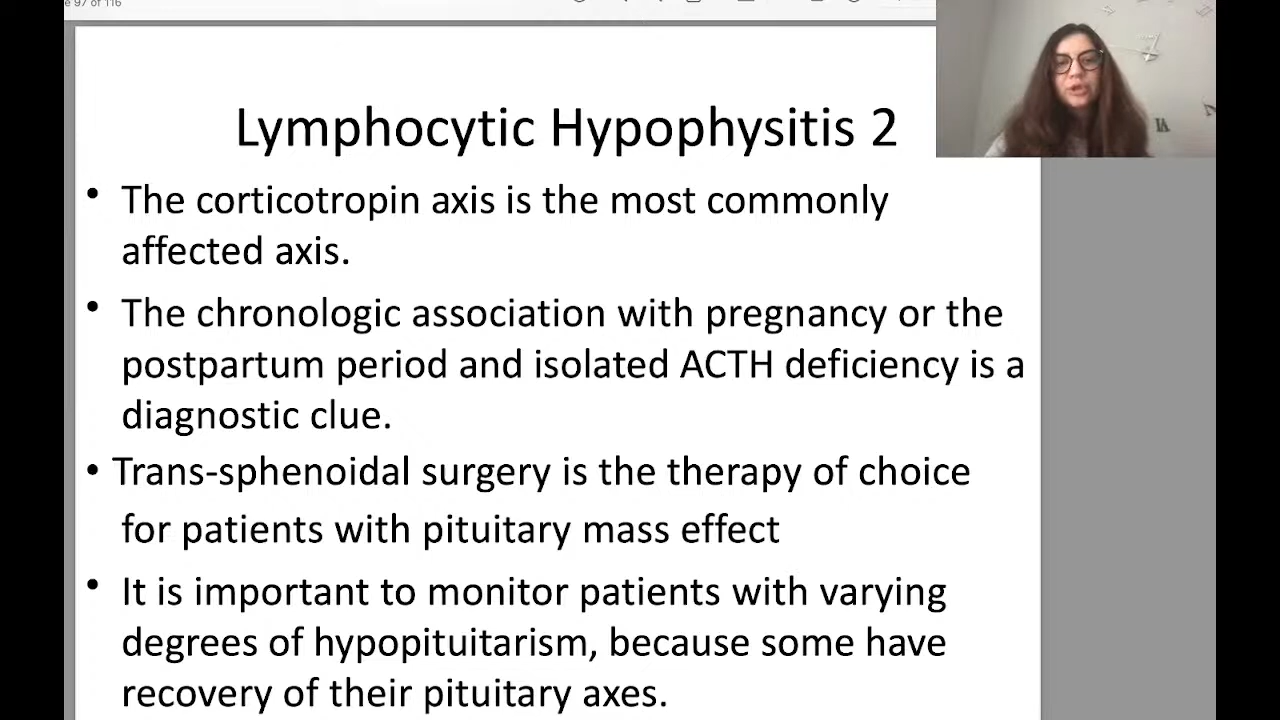 e 97 of 116
Lymphocytic Hypophysitis 2
• The corticotropin axis is the most commonly
affected axis.
• The chronologic association with pregnancy or the
postpartum period and isolated ACTH deficiency is a
diagnostic clue.
• Trans-sphenoidal surgery is the therapy of choice
for patients with pituitary mass effect
• It is important to monitor patients with varying
degrees of hypopituitarism, because some have
recovery of their pituitary axes.